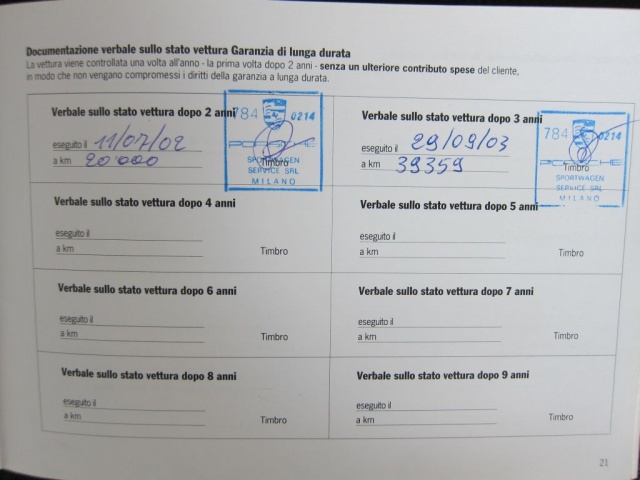 Documentazione verbale sullo stato vettura Garanzia di lunga durata
La vettura viene controllata una volta all'anno - la prima volta dopo 2 anni - senza un ulteriore contributo spese del cliente,
in modo che non vengano compromessi i diritti della garanzia a lunga durata.
Verbale sullo stato vettura dopo 2 anni
784 0214
eseguito il 11/07/02
a km 20'000
Timbro
SPORTWAGEN
SERVICE SRL
MILANO
Verbale sullo stato vettura dopo 3 anni
784 0214
eseguito il 29/09/03
a km 39359
Timbro
SPORTWAGEN
SERVICE SRL
MILANO
Verbale sullo stato vettura dopo 4 anni
eseguito il
a km
Timbro
Verbale sullo stato vettura dopo 5 anni
eseguito il
a km
Timbro
Verbale sullo stato vettura dopo 6 anni
eseguito il
a km
Timbro
Verbale sullo stato vettura dopo 7 anni
eseguito il
a km
Timbro
Verbale sullo stato vettura dopo 8 anni
eseguito il
a km
Timbro
Verbale sullo stato vettura dopo 9 anni
eseguito il
a km
Timbro
21